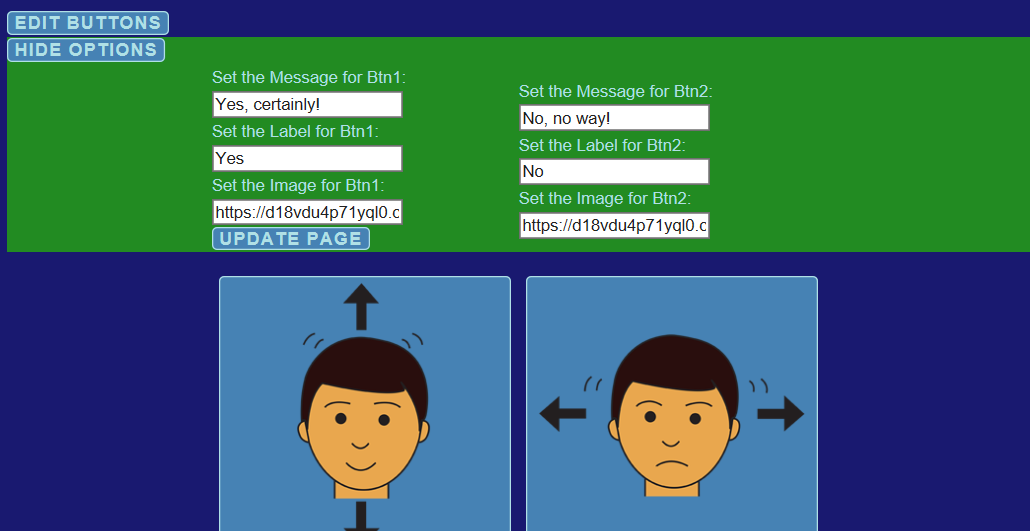 EDIT BUTTONS
HIDE OPTIONS
Set the Message for Btn1:
Yes, certainly!
Set the Label for Btn1:
Yes
Set the Image for Btn1:
https://d18vdu4p71yql0.c
UPDATE PAGE
Set the Message for Btn2:
No, no way!
Set the Label for Btn2:
No
Set the Image for Btn2:
https://d18vdu4p71yql0.c